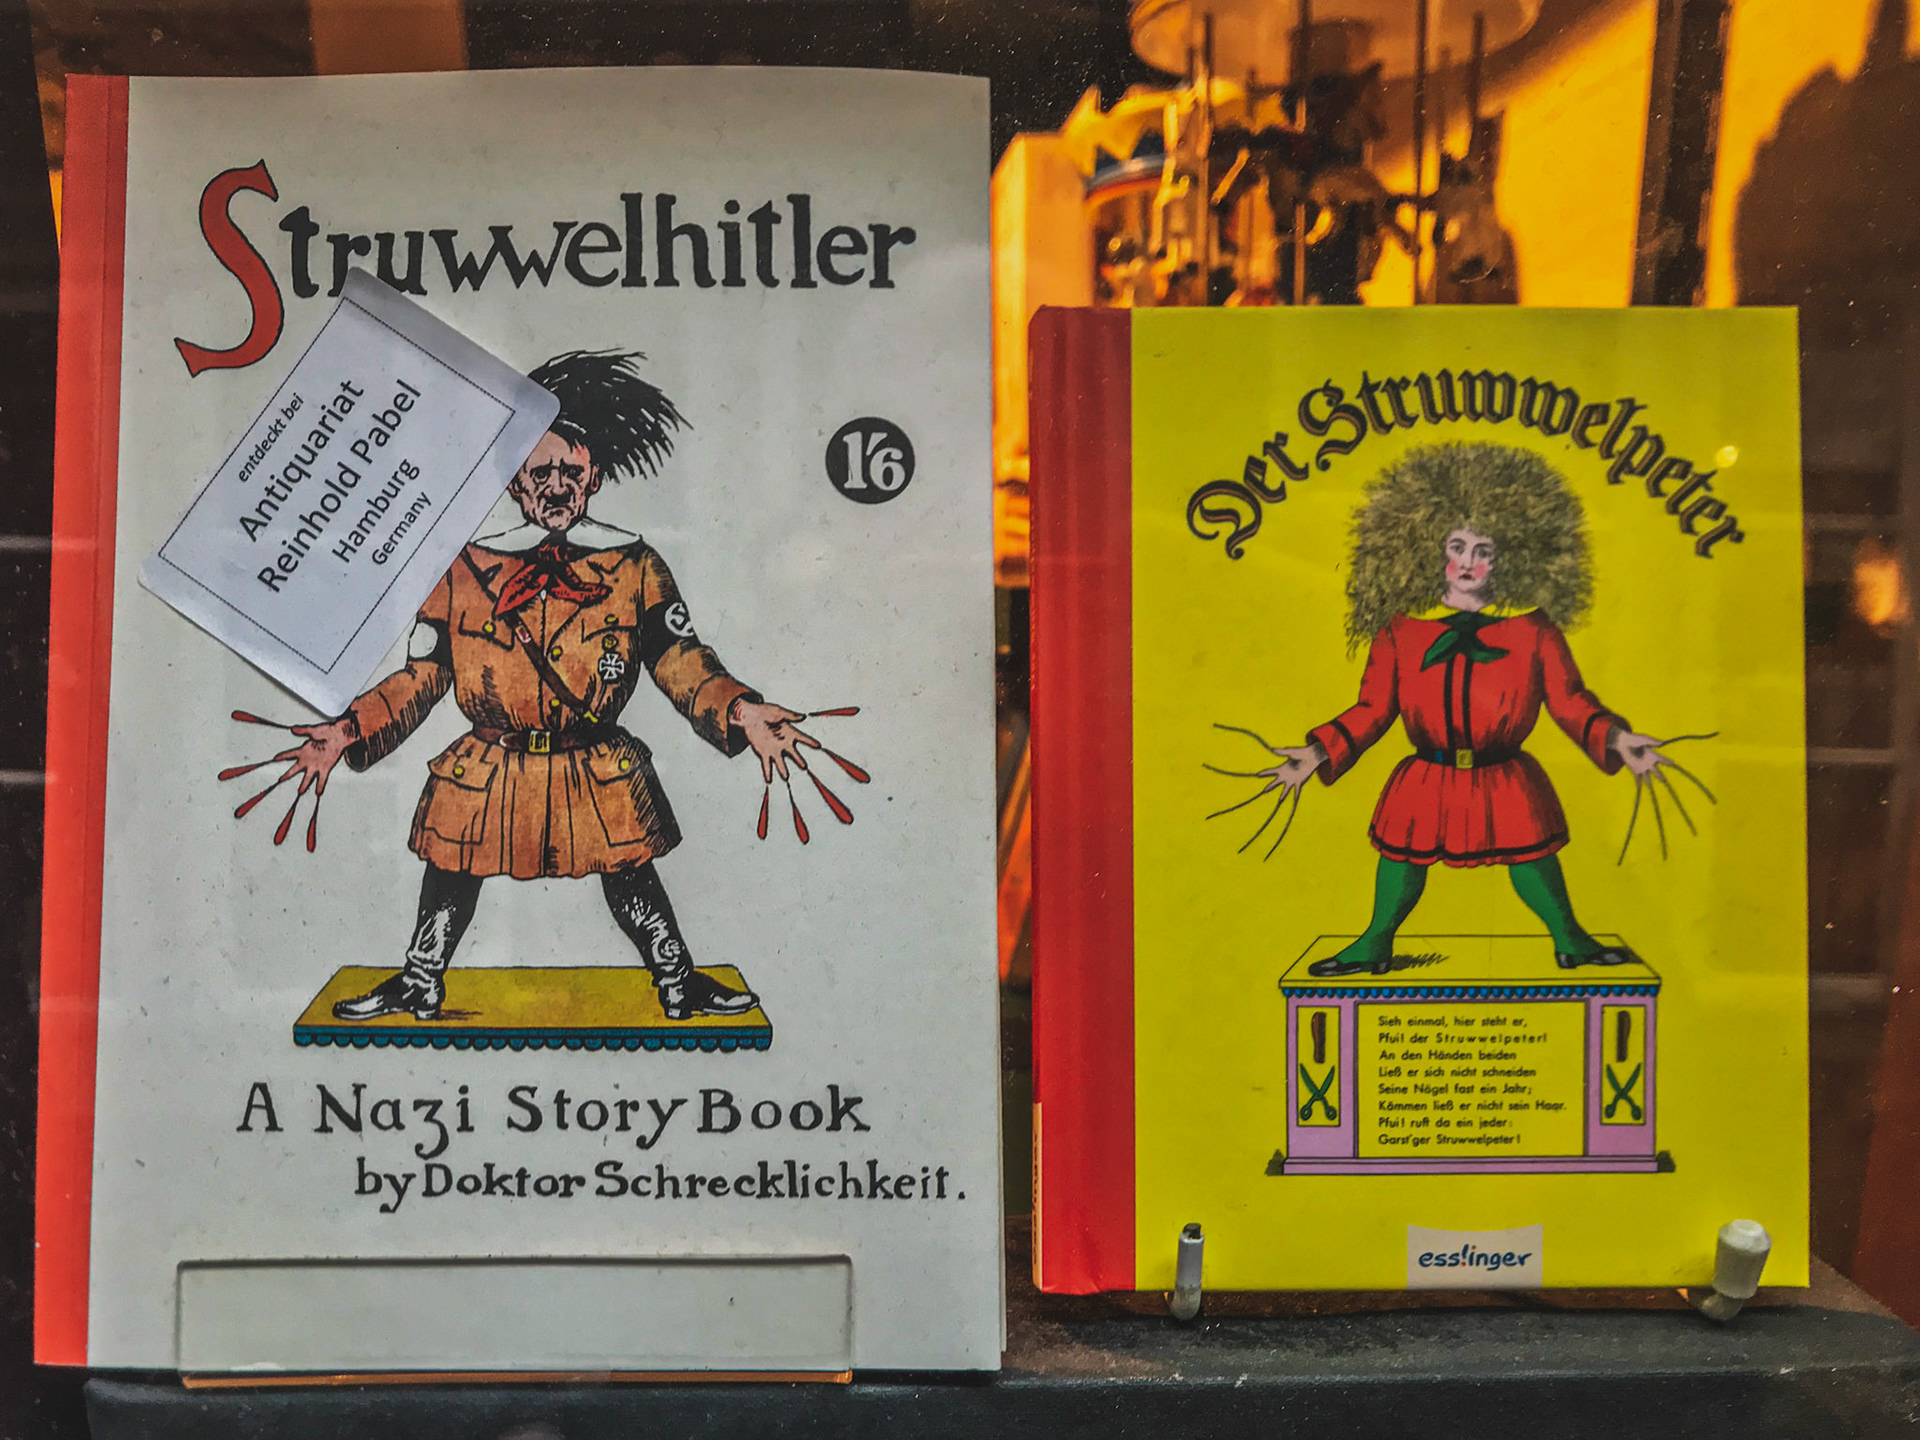 Struwwelhitler
entdeckt bei
Antiquariat
Reinhold Pabel
Hamburg
Germany
1/6
A Nazi Story Book
by Doktor Schrecklichkeit.
Der Struwwelpeter
Sieh einmal, hier steht er,
Pfui! der Struwwelpeter!
An den Händen beiden
Ließ er sich nicht schneiden
Seine Nägel fast ein Jahr;
Kämmen ließ er nicht sein Haar.
Pfui! ruft da ein jeder:
Garst'ger Struwwelpeter!
ess!inger